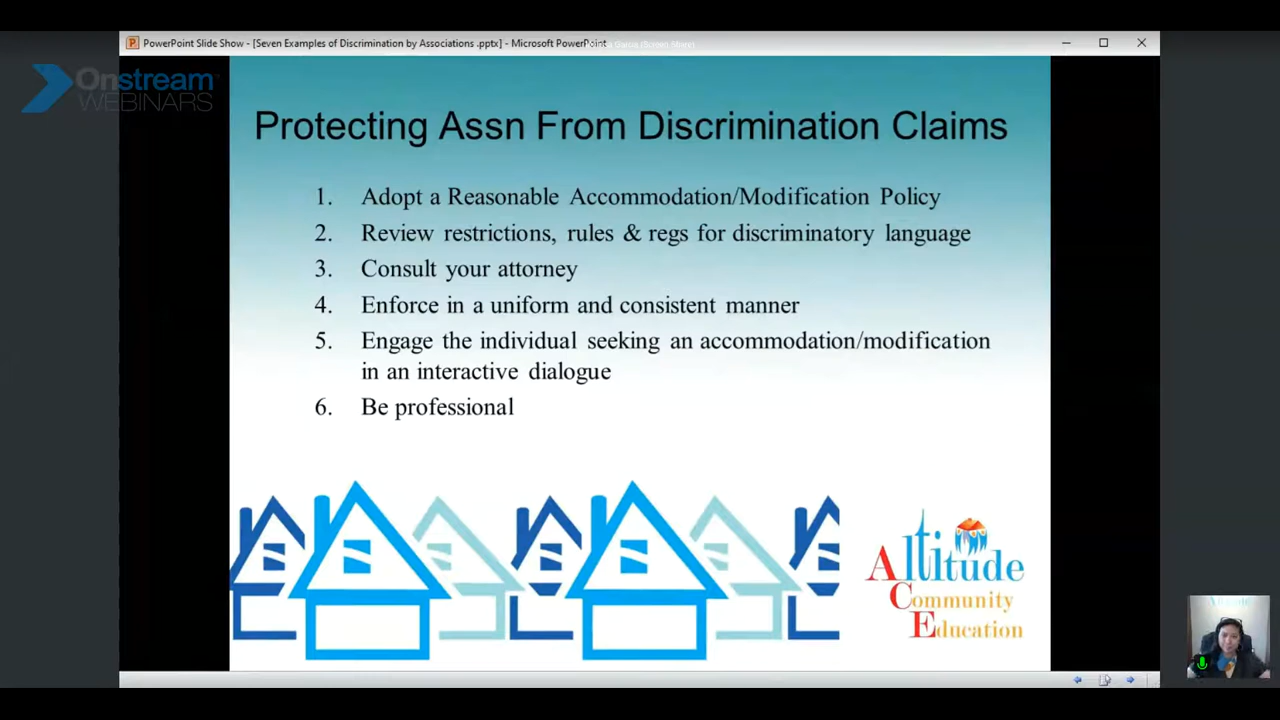 PowerPoint Slide Show - [Seven Examples of Discrimination by Associations .pptx] - Microsoft PowerPoint
Onstream
WEBINARS
Protecting Assn From Discrimination Claims
1. Adopt a Reasonable Accommodation/Modification Policy
2. Review restrictions, rules & regs for discriminatory language
3. Consult your attorney
4. Enforce in a uniform and consistent manner
5. Engage the individual seeking an accommodation/modification
in an interactive dialogue
6. Be professional
Altitude
Community
Education